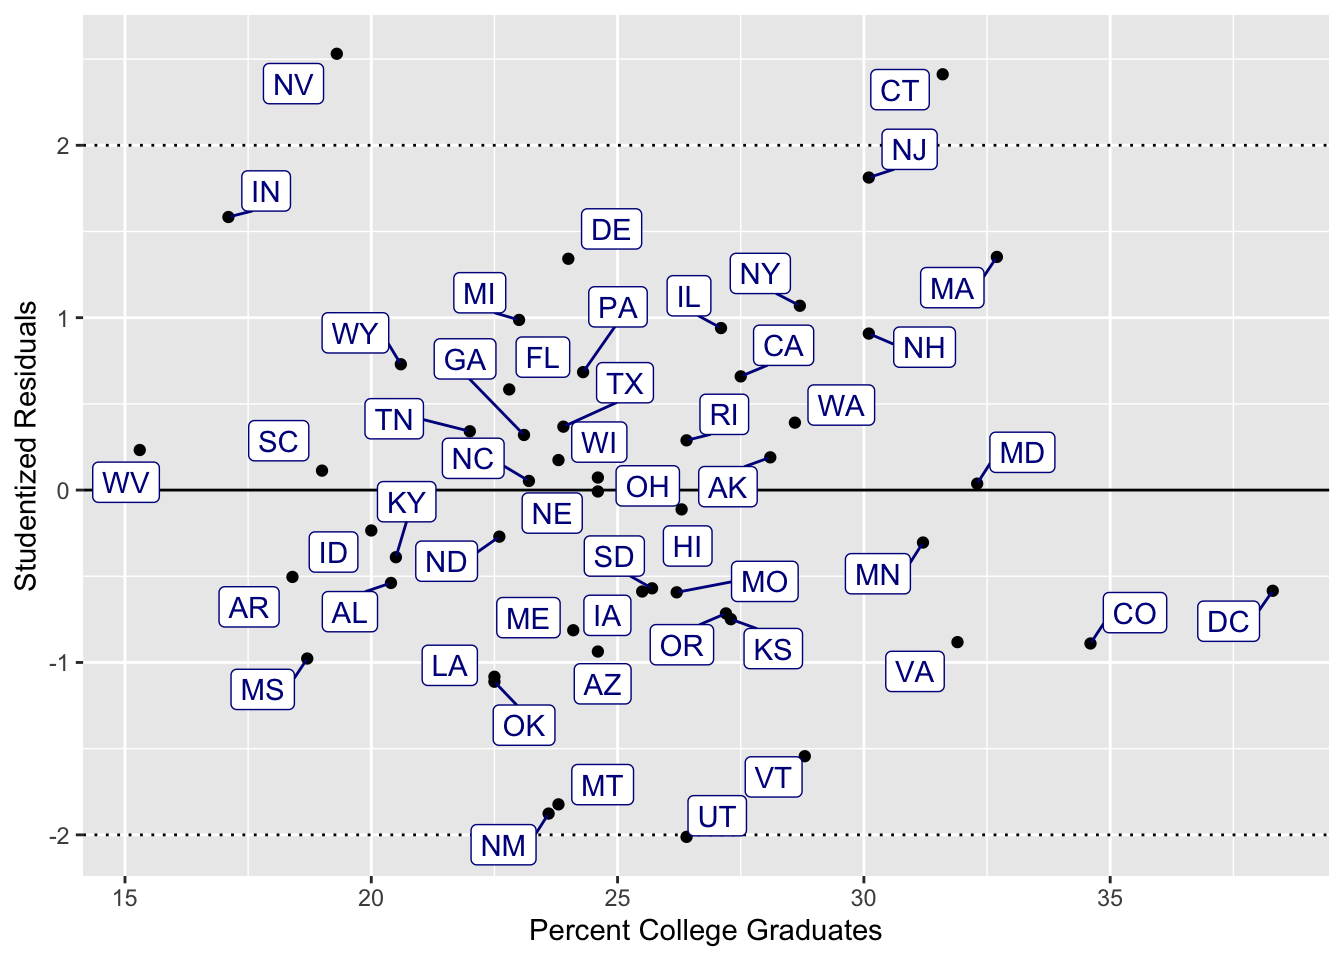 NV
CT
2
NJ
IN
DE
NY
MI
IL
MA
PA
1
WY
CA
NH
GA
FL
TX
WA
RI
TN
SC
WI
MD
NC
WV
OH
AK
0
KY
NE
HI
ID
SD
ND
MN
MO
AR
AL
ME
IA
CO
DC
OR
KS
-1
LA
VA
MS
AZ
OK
VT
MT
UT
-2
NM
15
20
25
30
35
Percent College Graduates
Studentized Residuals